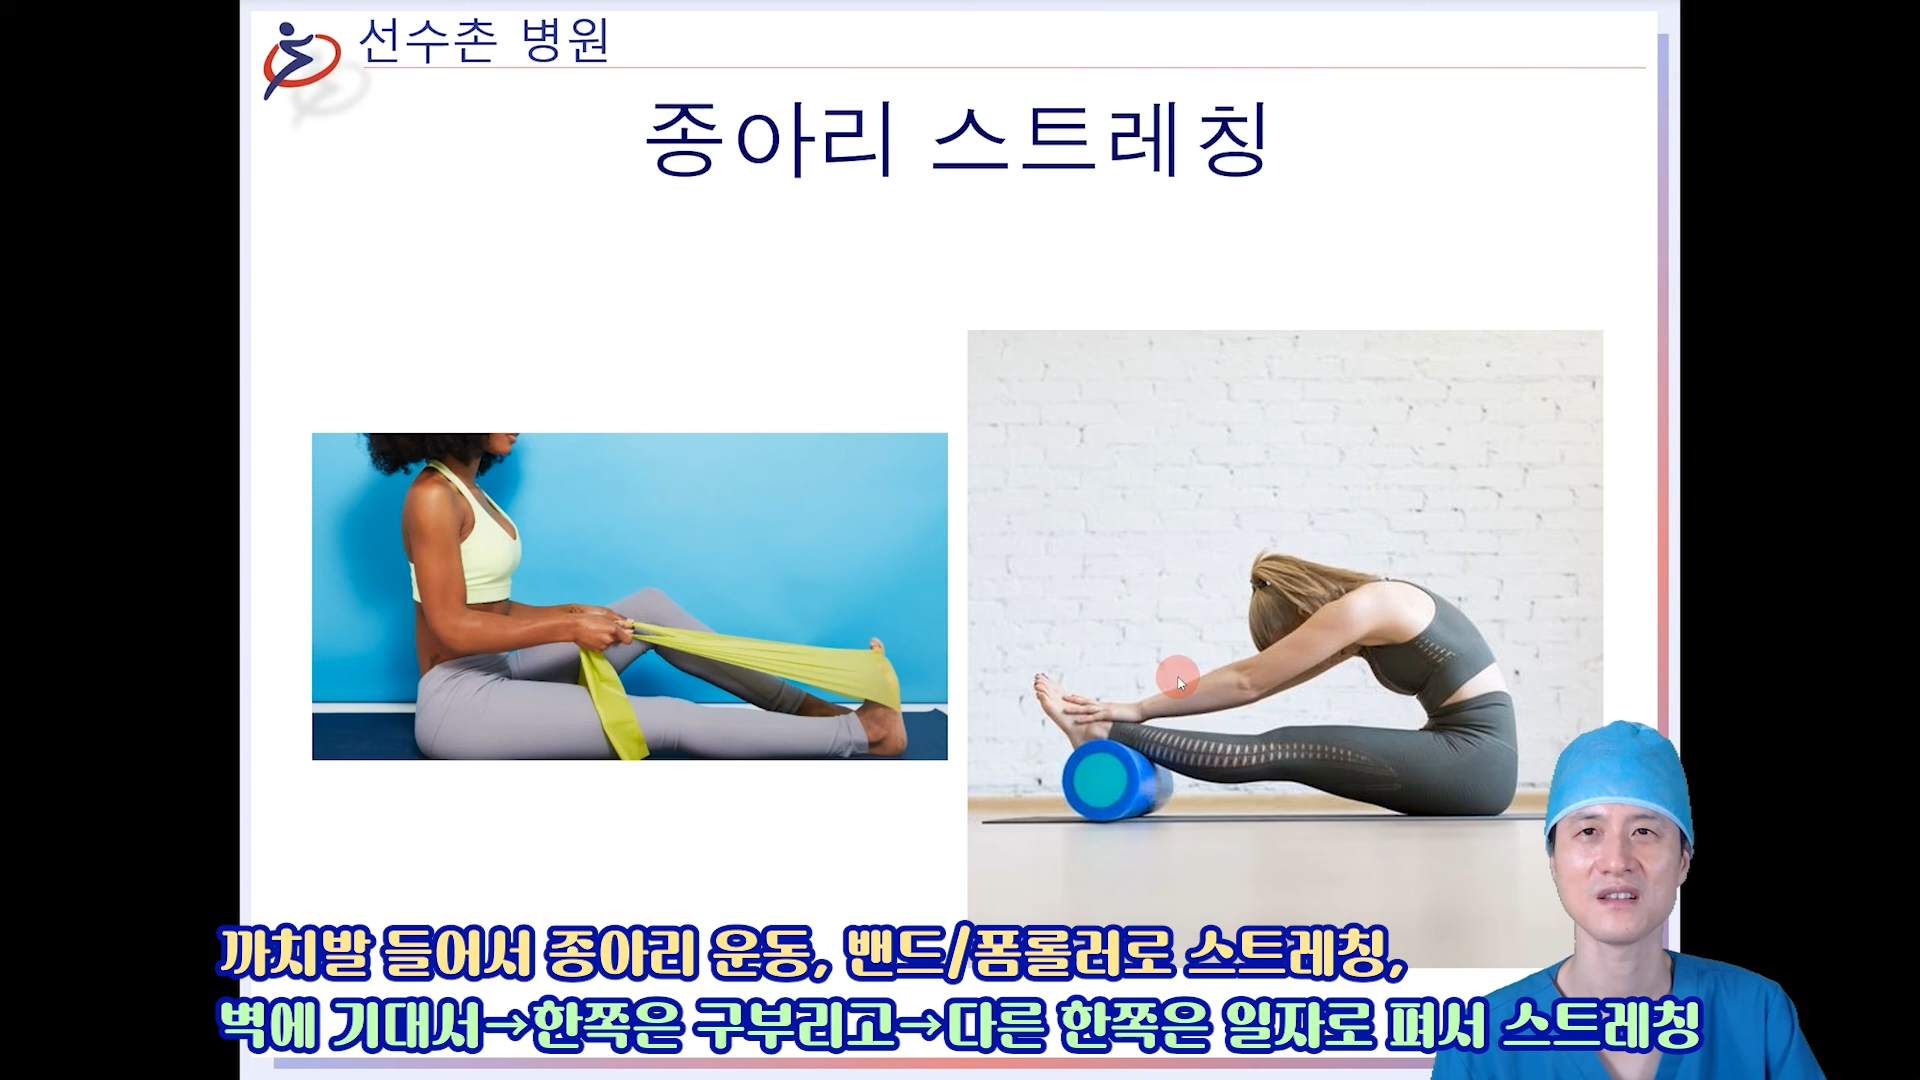 선수촌 병원
종아리 스트레칭
까치발 들어서 종아리 운동, 밴드/폼롤러로 스트레칭,
벽에 기대서→한쪽은 구부리고→다른 한쪽은 일자로 펴서 스트레칭